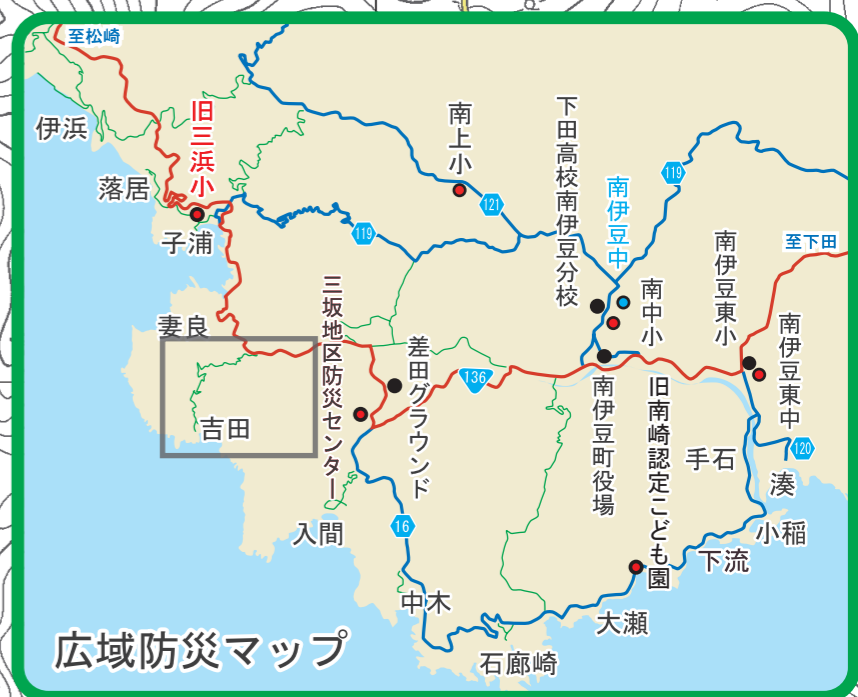 至松崎
伊浜
旧三浜小
落居
子浦
119
南上小
121
下田高校南伊豆分校
南伊豆中
119
南伊豆東小
至下田
南伊豆東中
南中小
妻良
三坂地区防災センター
差田グラウンド
136
南伊豆町役場
旧南崎認定こども園
手石
120
湊
吉田
入間
16
小稲
下流
中木
大瀬
石廊崎
広域防災マップ